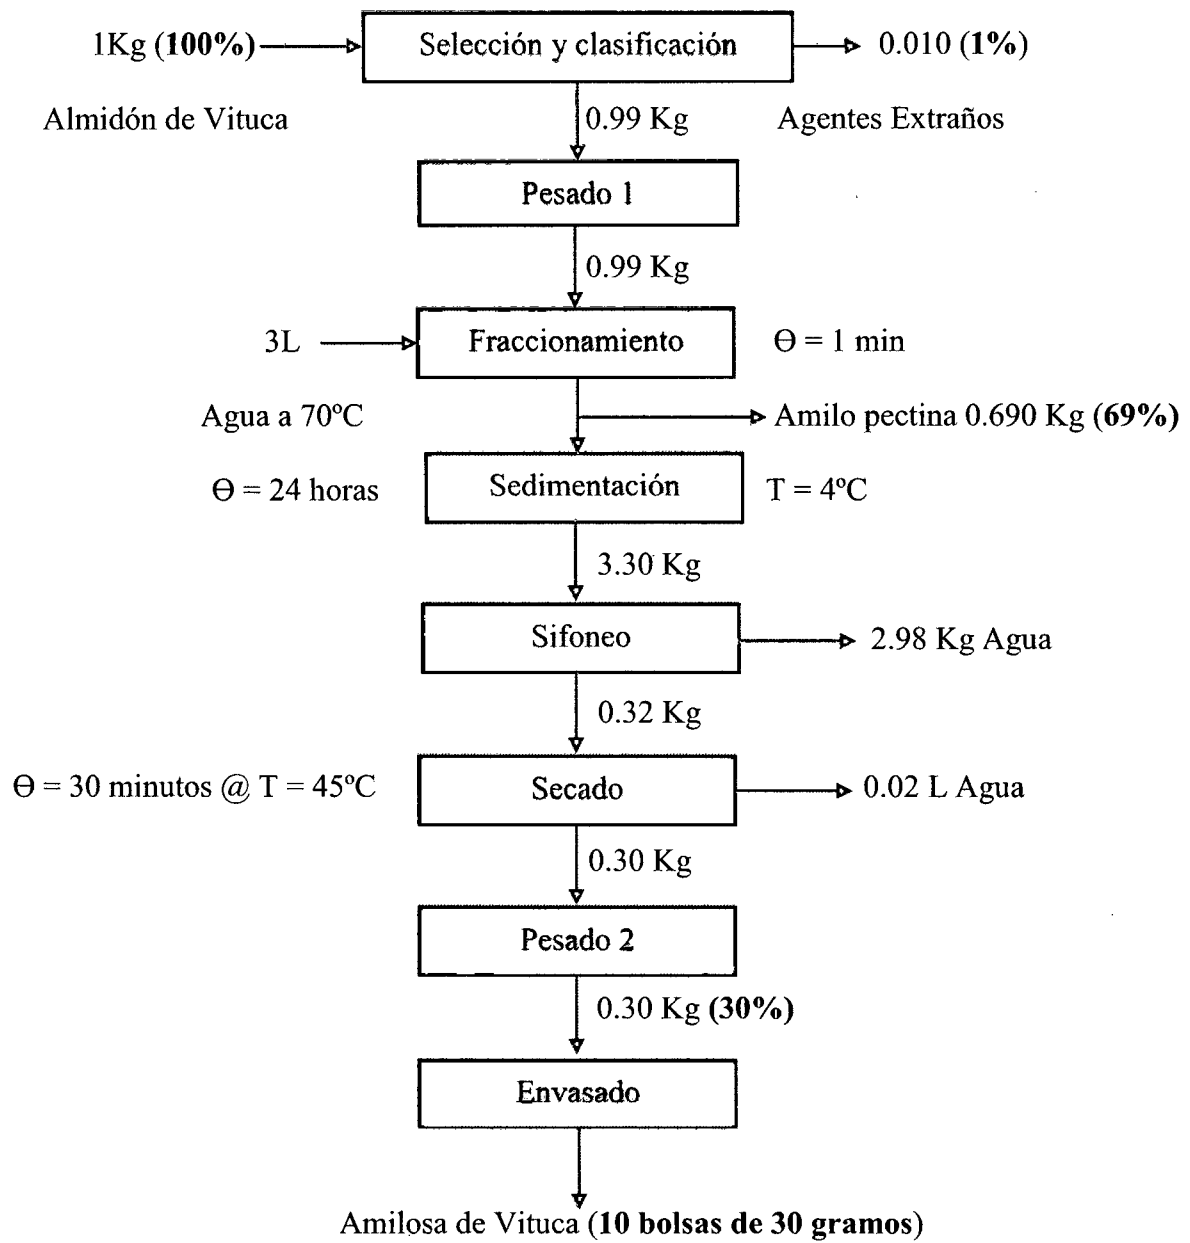 1Kg (100%)
Selección y clasificación
0.010 (1%)
Almidón de Vituca
0.99 Kg
Agentes Extraños
Pesado 1
0.99 Kg
3L
Fraccionamiento
Ɵ = 1 min
Agua a 70ºC
Amilo pectina 0.690 Kg (69%)
Ɵ = 24 horas
Sedimentación
T = 4ºC
3.30 Kg
Sifoneo
2.98 Kg Agua
0.32 Kg
Ɵ = 30 minutos @ T = 45ºC
Secado
0.02 L Agua
0.30 Kg
Pesado 2
0.30 Kg (30%)
Envasado
Amilosa de Vituca (10 bolsas de 30 gramos)